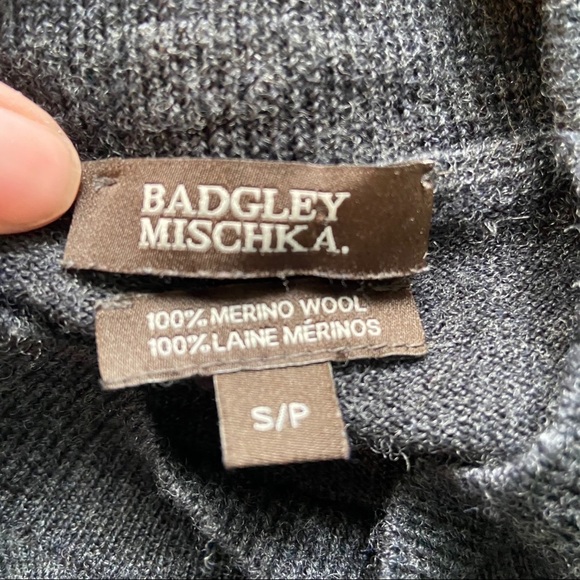 BADGLEY
MISCHKA.
100% MERINO WOOL
100% LAINE MÉRINOS
S/P